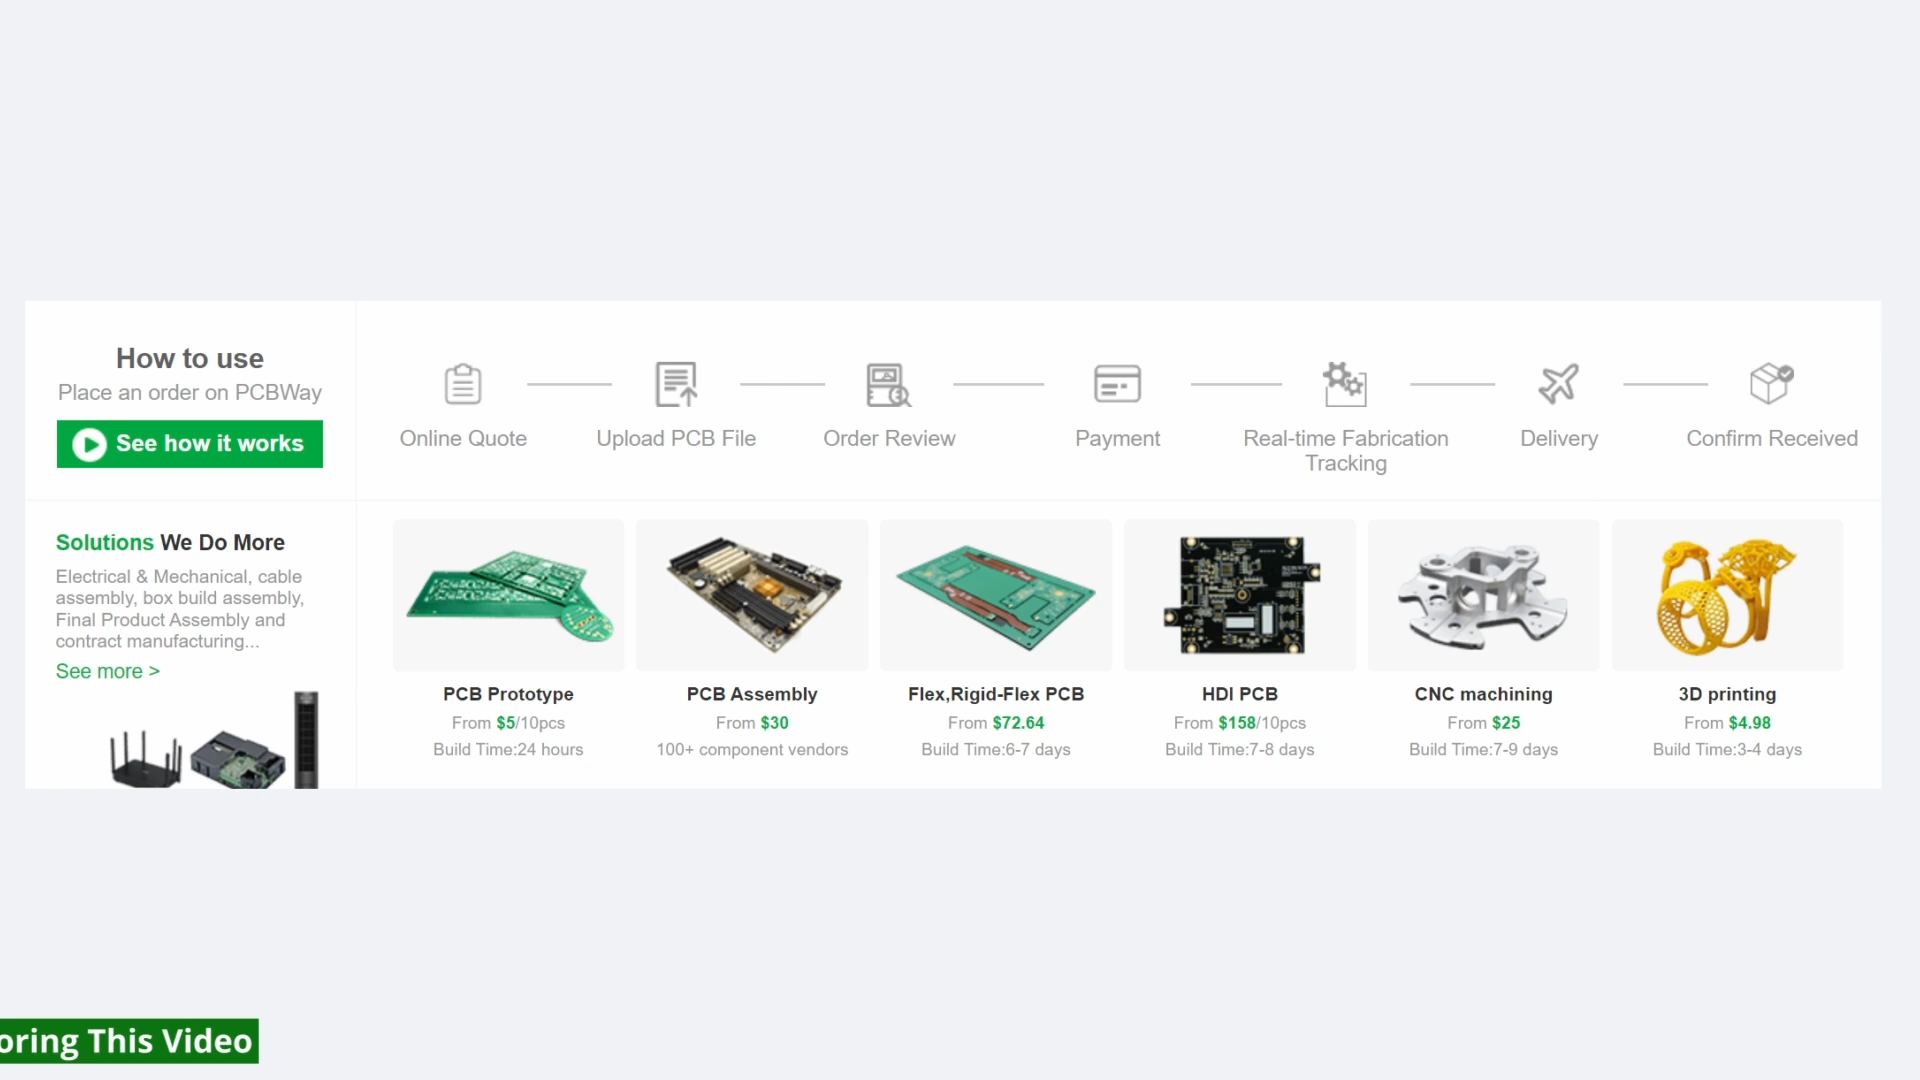 How to use
Place an order on PCBWay
See how it works
Online Quote
Upload PCB File
Order Review
Payment
Real-time Fabrication
Tracking
Delivery
Confirm Received
Solutions We Do More
Electrical & Mechanical, cable
assembly, box build assembly,
Final Product Assembly and
contract manufacturing...
See more >
PCB Prototype
From $5/10pcs
Build Time:24 hours
PCB Assembly
From $30
100+ component vendors
Flex,Rigid-Flex PCB
From $72.64
Build Time:6-7 days
HDI PCB
From $158/10pcs
Build Time:7-8 days
CNC machining
From $25
Build Time:7-9 days
3D printing
From $4.98
Build Time:3-4 days
oring This Video